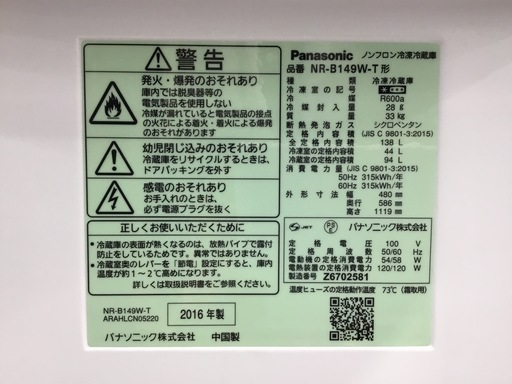 警告
発火・爆発のおそれあり
庫内では脱臭器等の
電気製品を使用しない
冷媒が漏れていると電気製品の接点
の火花による着火・爆発のおそれあり
幼児閉じ込みのおそれあり
冷蔵庫をリサイクルするときは、
ドアパッキングを外す
感電のおそれあり
お手入れするときは、
必ず電源プラグを抜く
正しくお使いいただくために
●冷蔵庫の表面が熱くなるのは、放熱パイプで露付
防止をしているためです。異常ではありません。
●冷蔵室奥のレバーを「節電」設定にすると、庫内温
度が約1~2℃高めになります。
詳しくは取扱説明書をご覧ください。
NR-B149W-T
ARAHLCN05220
2016年製
パナソニック株式会社 中国製
Panasonic ノンフロン冷凍冷蔵庫
品番 NR-B149W-T形
種類 冷凍冷蔵庫
冷凍室の記号
冷媒 R600a
冷媒封入量 28g
質量 33kg
断熱発泡ガス シクロペンタン
定格内容積 (JIS C 9801-3:2015)
全定格内容積 138 L
冷凍室の定格内容積 44 L
冷蔵室の定格内容積 94 L
消費電力量 (JIS C 9801-3:2015)
50Hz 315kWh/年
60Hz 315kWh/年
外形寸法 幅 480 mm
奥行 586 mm
高さ 1119 mm
JET PSE パナソニック株式会社
定格電圧 100 V
定格周波数 50/60 Hz
電動機の定格消費電力 54/58 W
電熱装置の定格消費電力 120/120 W
製造番号 Z6702581
温度ヒューズの定格動作温度 73℃(霜取用)